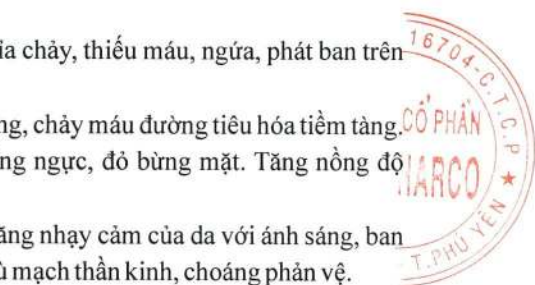 ỉa chảy, thiếu máu, ngứa, phát ban trên
ng, chảy máu đường tiêu hóa tiềm tàng.
ng ngực, đỏ bừng mặt. Tăng nồng độ
ăng nhạy cảm của da với ánh sáng, ban
ù mạch thần kinh, choáng phản vệ.
16704-C.T.C.P
CỔ PHẦN
IARCO
★
T. PHÚ YÊN